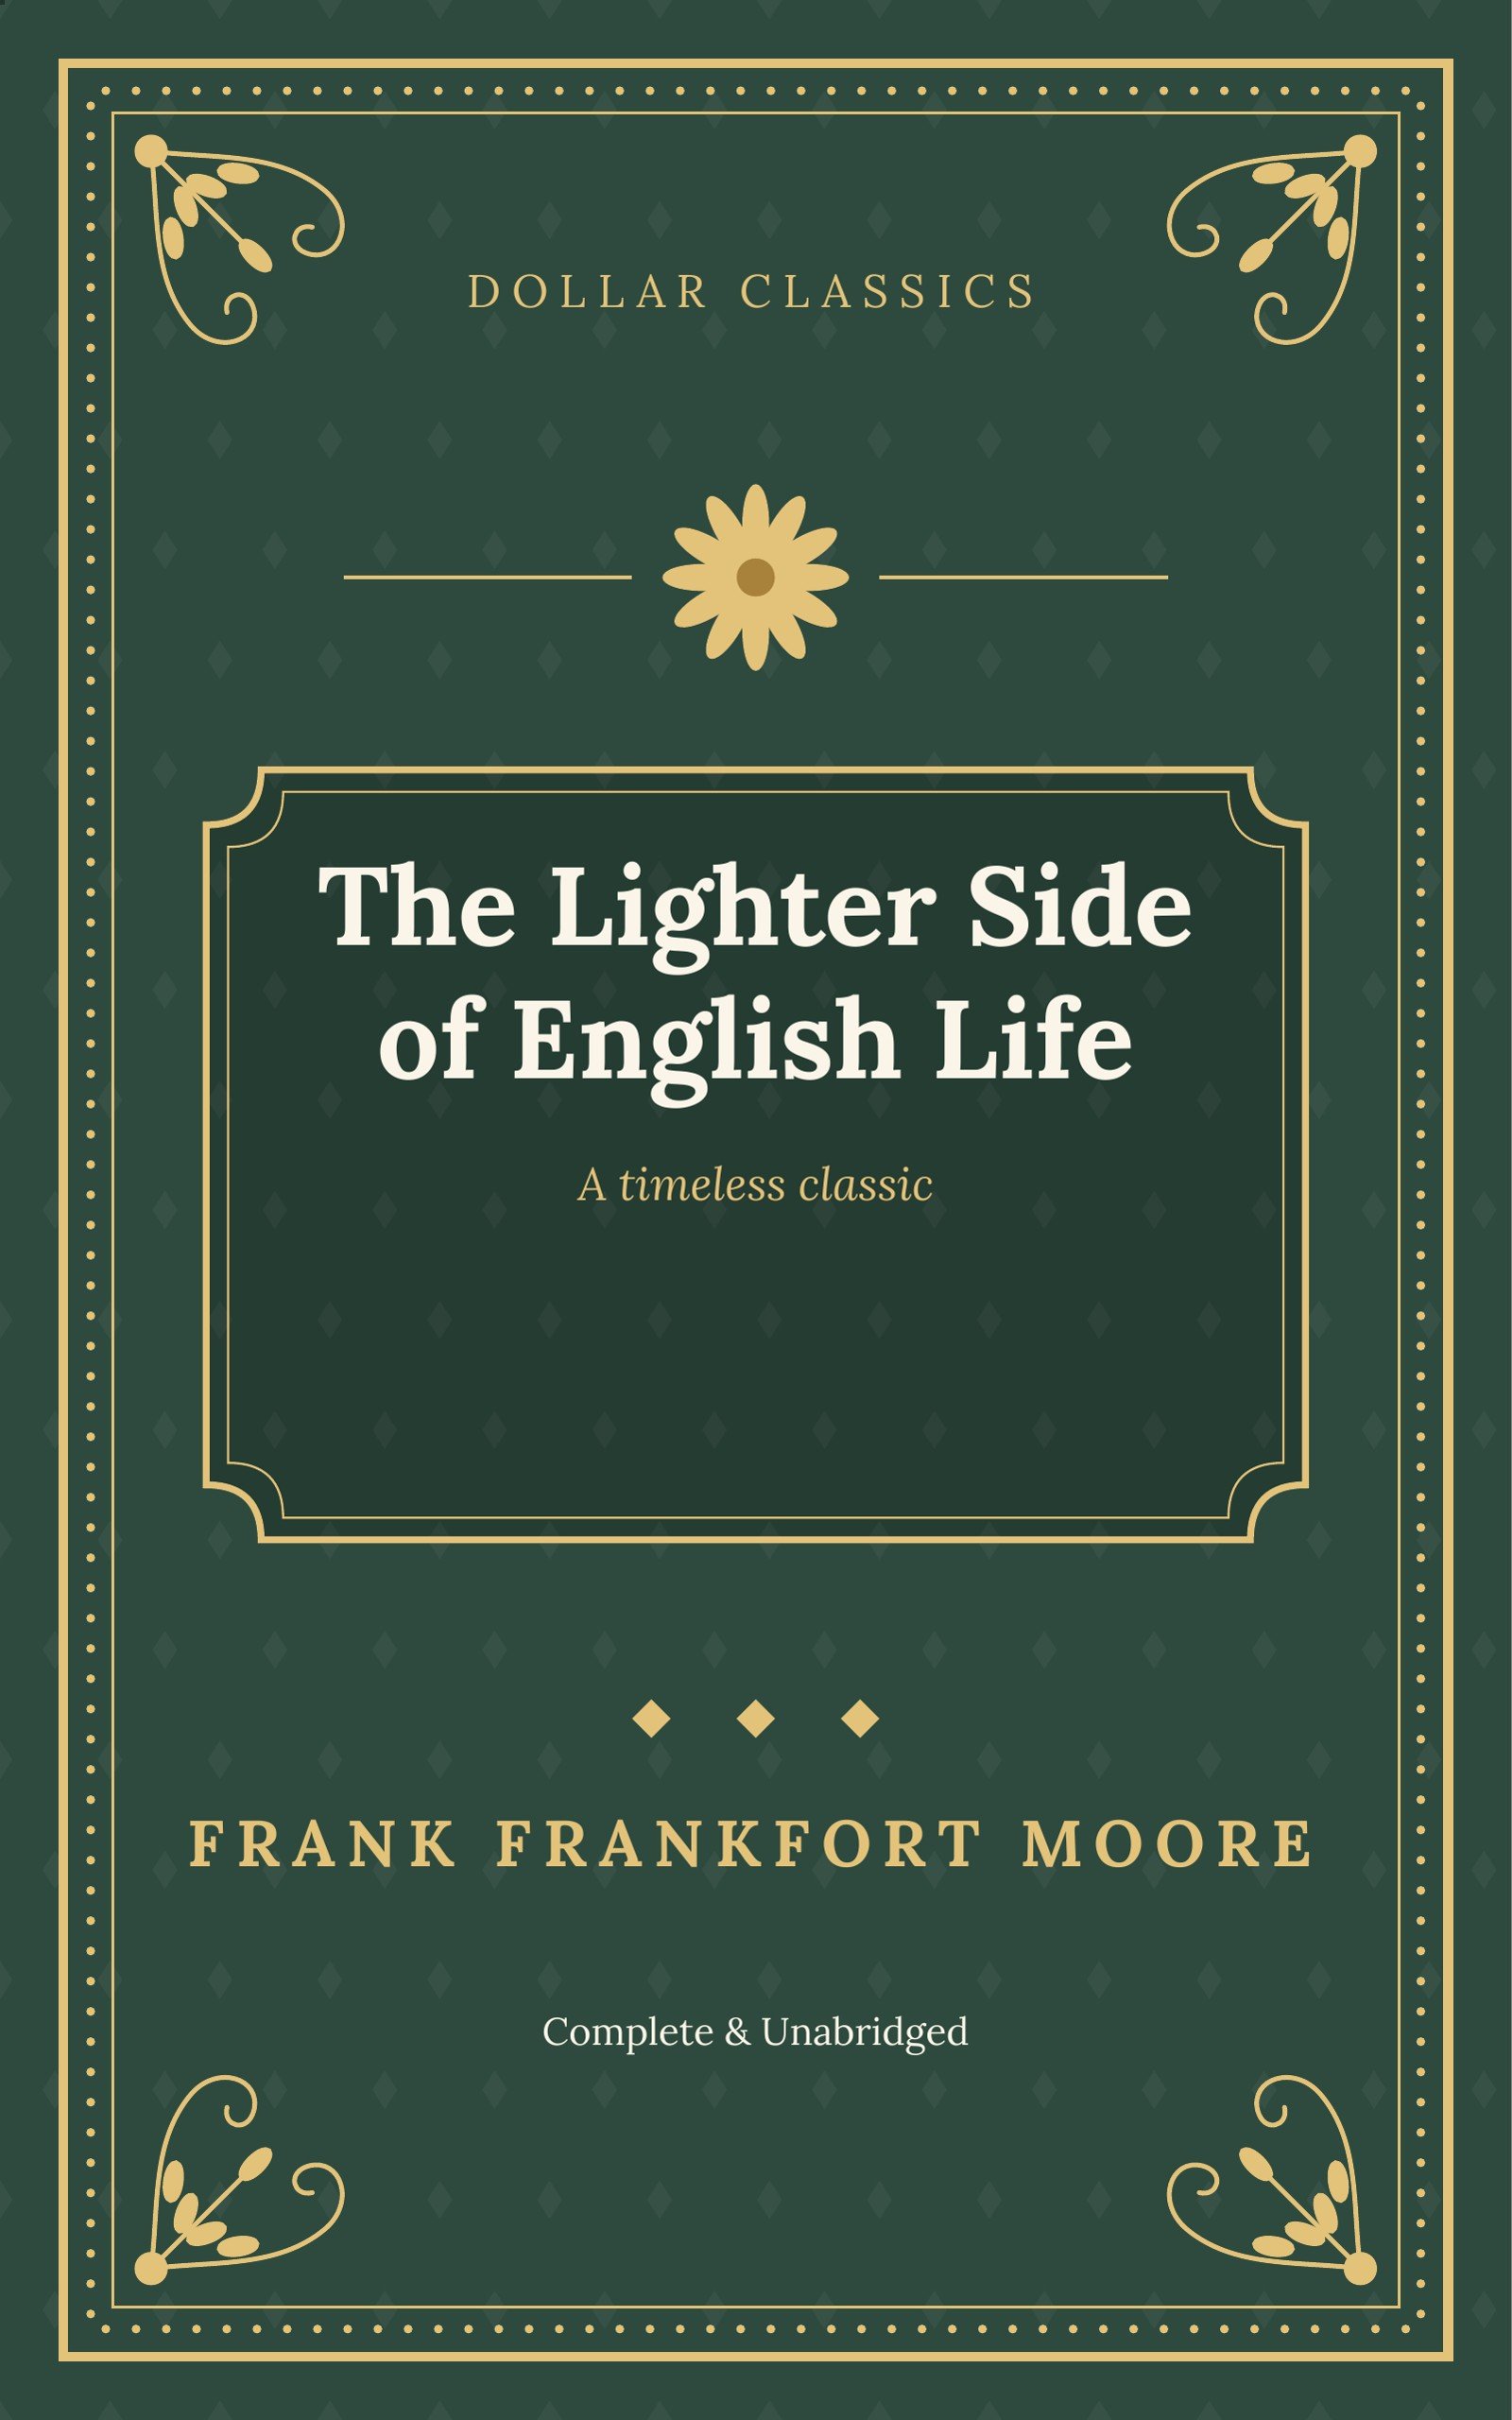 DOLLAR CLASSICS
The Lighter Side
of English Life
A timeless classic
FRANK FRANKFORT MOORE
Complete & Unabridged